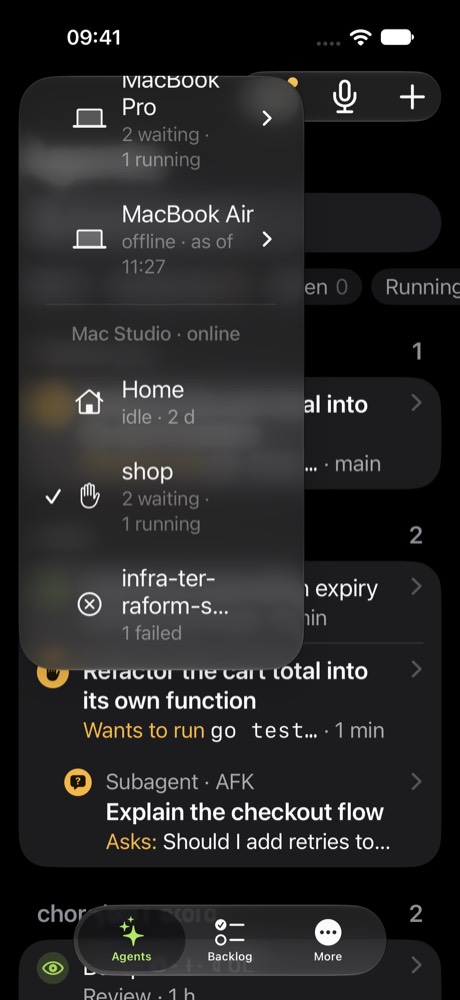 09:41
MacBook
Pro
2 waiting ·
1 running
MacBook Air
offline · as of
11:27
en 0
Running
Mac Studio · online
1
Home
idle · 2 d
al into
… · main
shop
2 waiting ·
1 running
2
infra-ter-
raform-s…
1 failed
expiry
Refactor the cart total into
its own function
Wants to run go test… · 1 min
Subagent · AFK
Explain the checkout flow
Asks: Should I add retries to…
2
Agents
Backlog
More
Review · 1 h